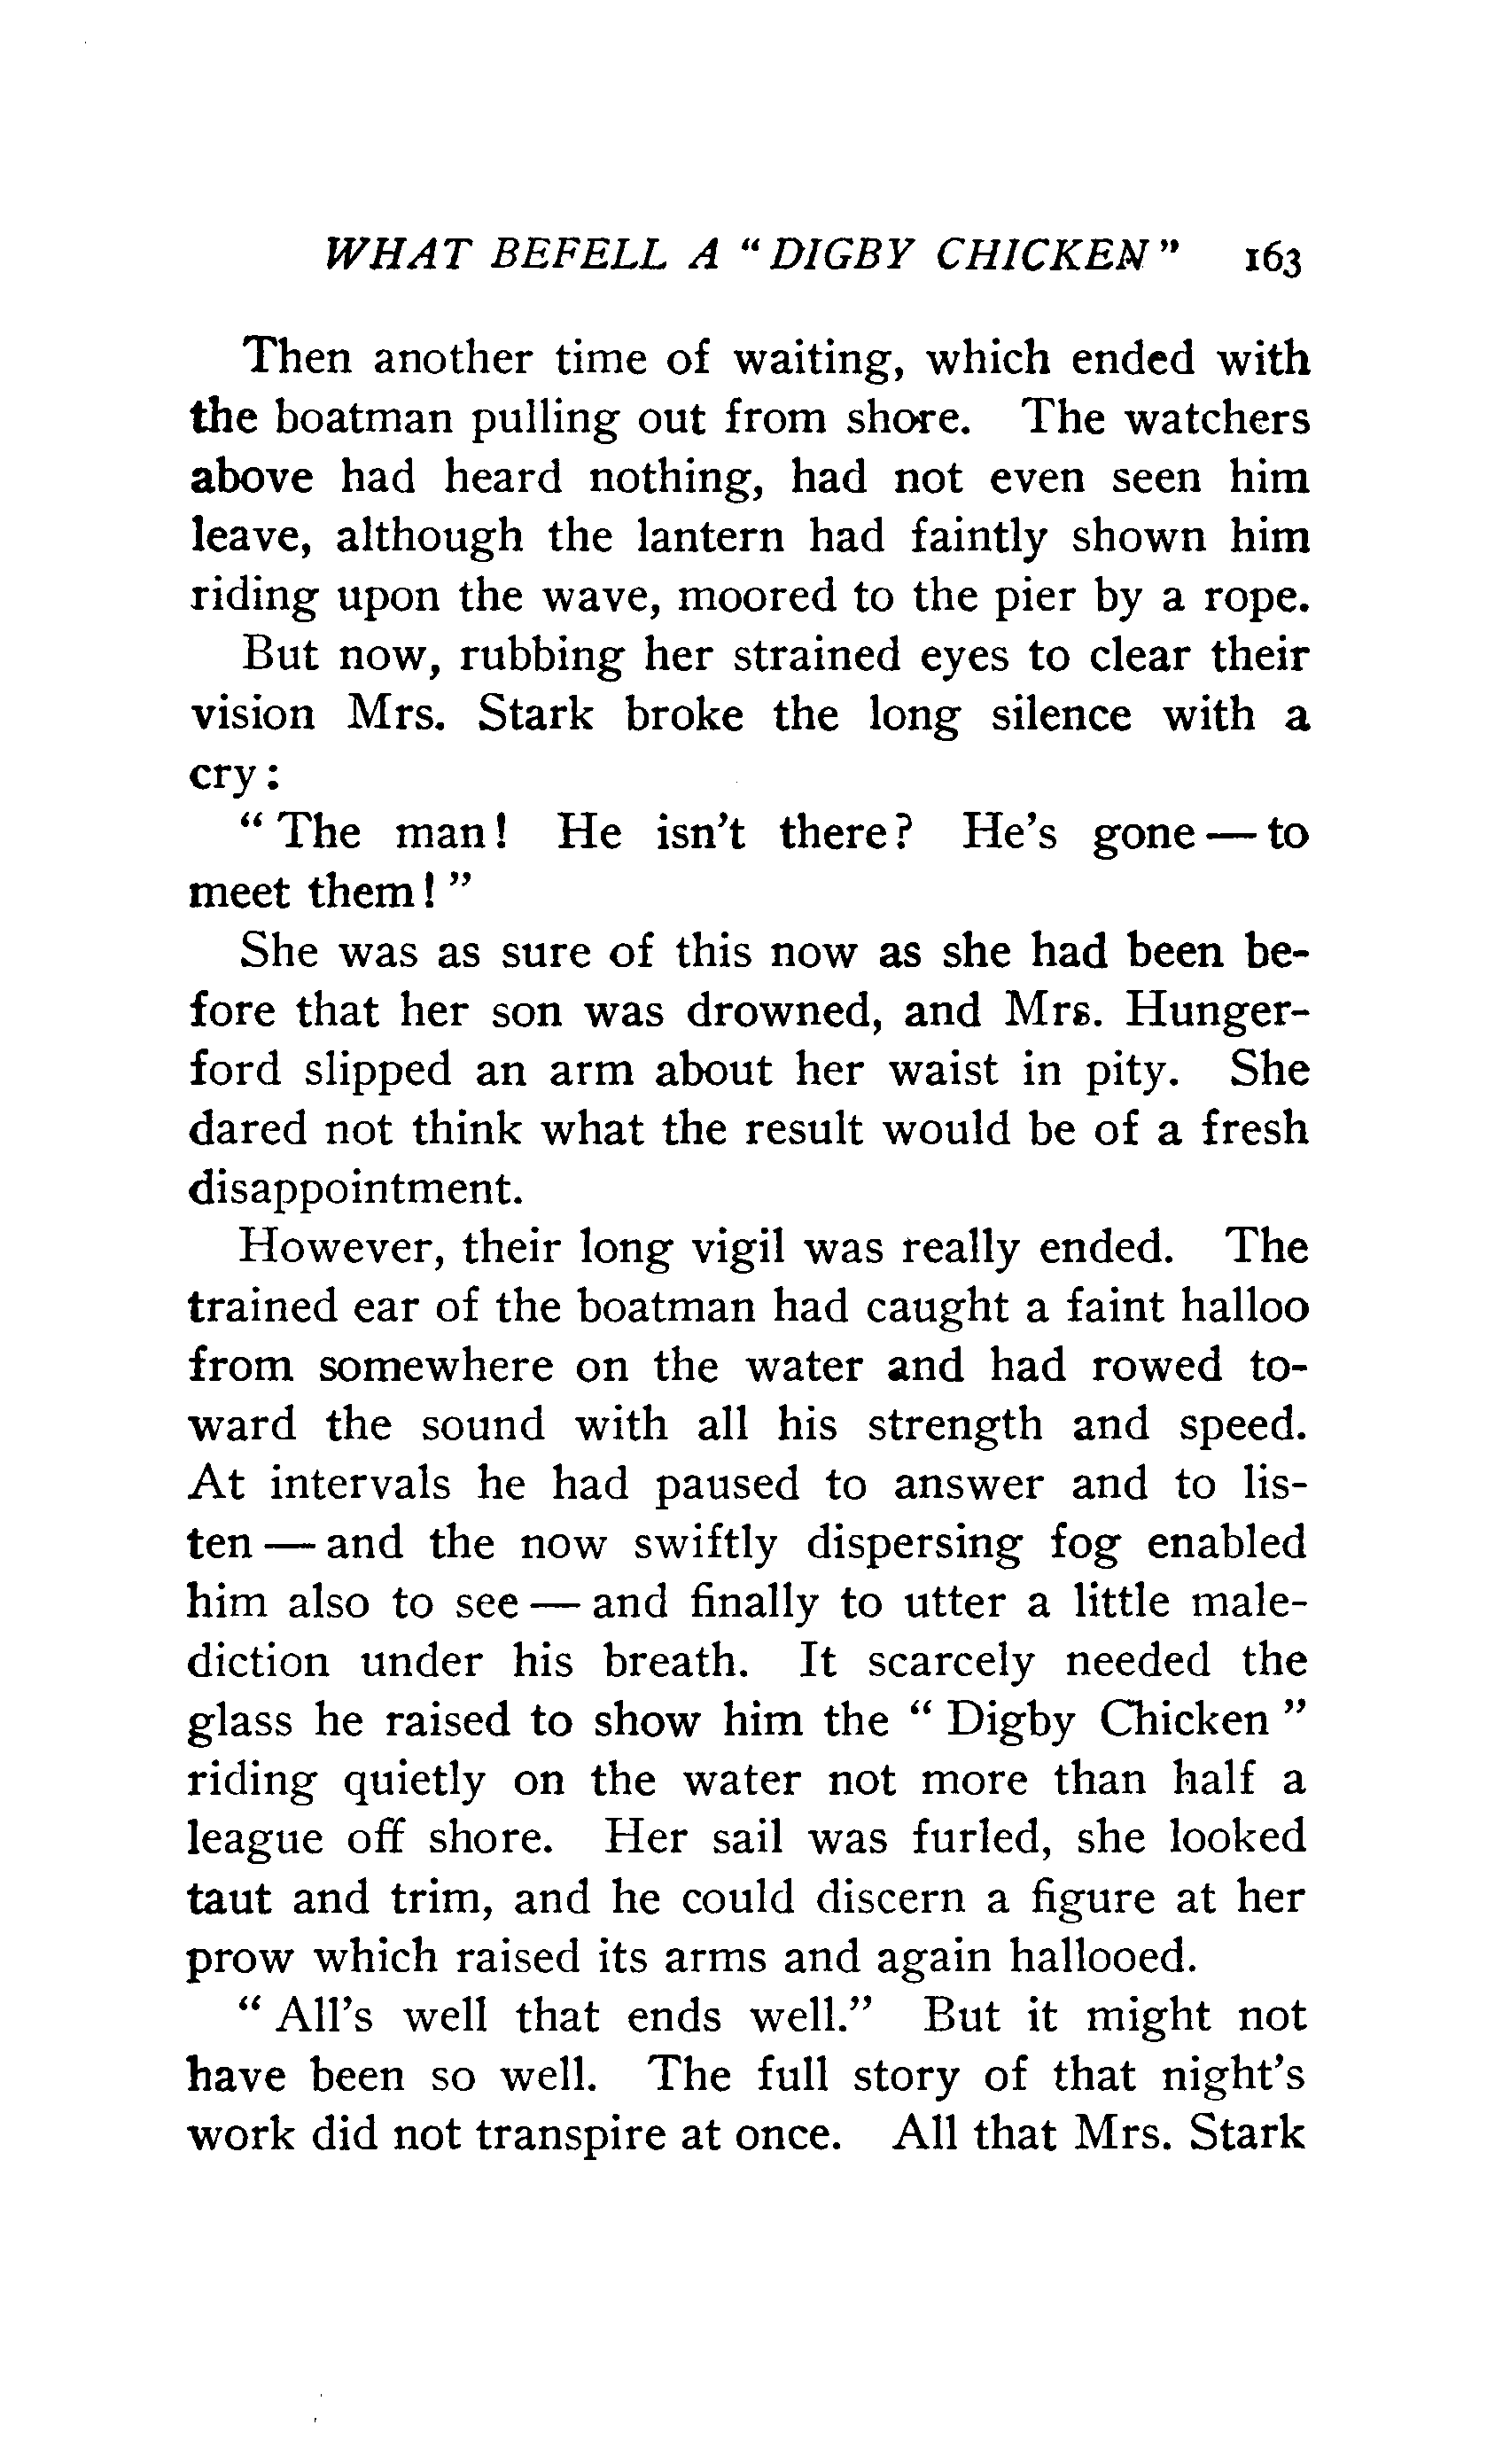 WHAT BEFELL A "DIGBY CHICKEN" 163
Then another time of waiting, which ended with
the boatman pulling out from shore. The watchers
above had heard nothing, had not even seen him
leave, although the lantern had faintly shown him
riding upon the wave, moored to the pier by a rope.
But now, rubbing her strained eyes to clear their
vision Mrs. Stark broke the long silence with a
cry:
"The man! He isn't there? He's gone — to
meet them!"
She was as sure of this now as she had been be-
fore that her son was drowned, and Mrs. Hunger-
ford slipped an arm about her waist in pity. She
dared not think what the result would be of a fresh
disappointment.
However, their long vigil was really ended. The
trained ear of the boatman had caught a faint halloo
from somewhere on the water and had rowed to-
ward the sound with all his strength and speed.
At intervals he had paused to answer and to lis-
ten — and the now swiftly dispersing fog enabled
him also to see — and finally to utter a little male-
diction under his breath. It scarcely needed the
glass he raised to show him the "Digby Chicken"
riding quietly on the water not more than half a
league off shore. Her sail was furled, she looked
taut and trim, and he could discern a figure at her
prow which raised its arms and again hallooed.
"All's well that ends well." But it might not
have been so well. The full story of that night's
work did not transpire at once. All that Mrs. Stark